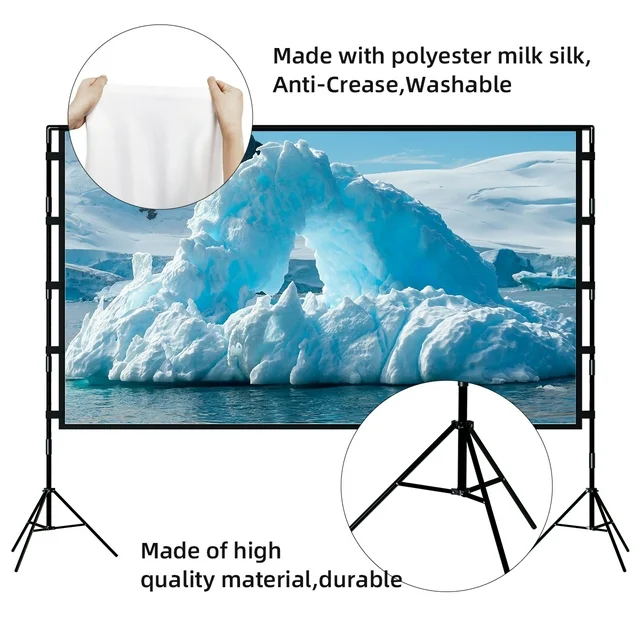 Made with polyester milk silk,
Anti-Crease,Washable
Made of high
quality material,durable